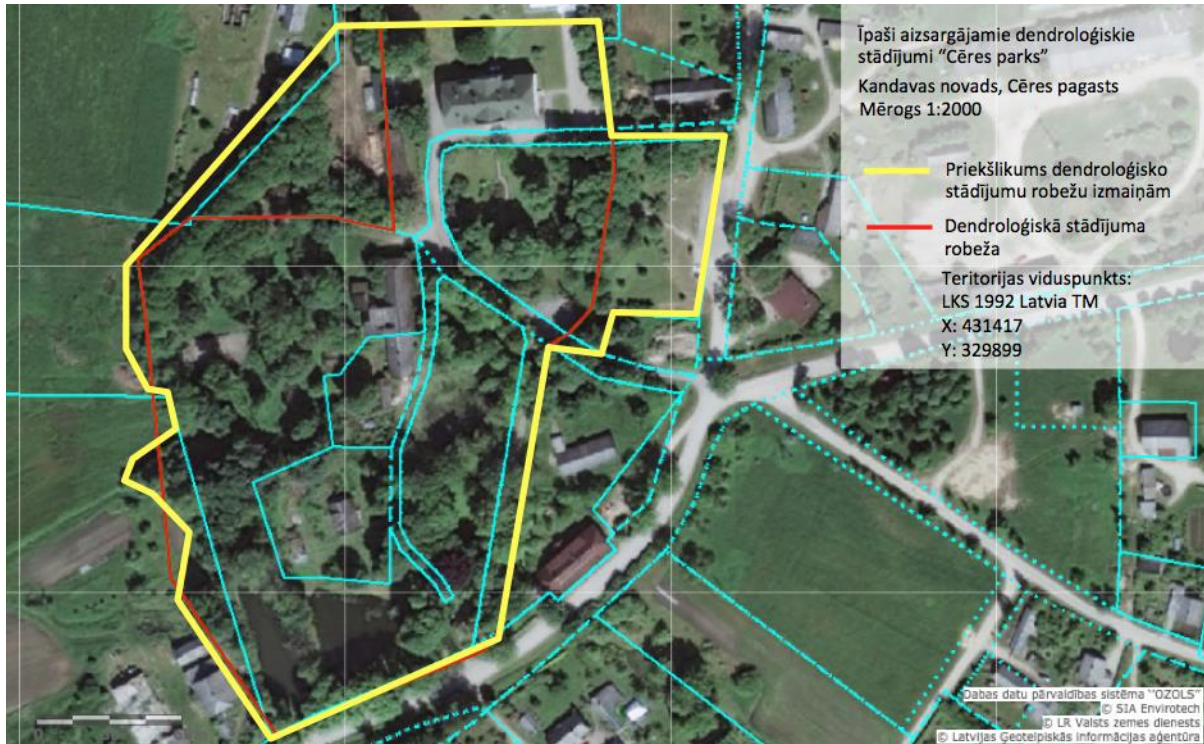 Īpaši aizsargājamie dendroloģiskie
stādījumi “Cēres parks”
Kandavas novads, Cēres pagasts
Mērogs 1:2000
Priekšlikums dendroloģisko
stādījumu robežu izmaiņām
Dendroloģiskā stādījuma
robeža
Teritorijas viduspunkts:
LKS 1992 Latvia TM
X: 431417
Y: 329899
Dabas datu pārvaldības sistēma "OZOLS"
© SIA Envirotech
© LR Valsts zemes dienests
© Latvijas Ģeotelpiskās informācijas aģentūra